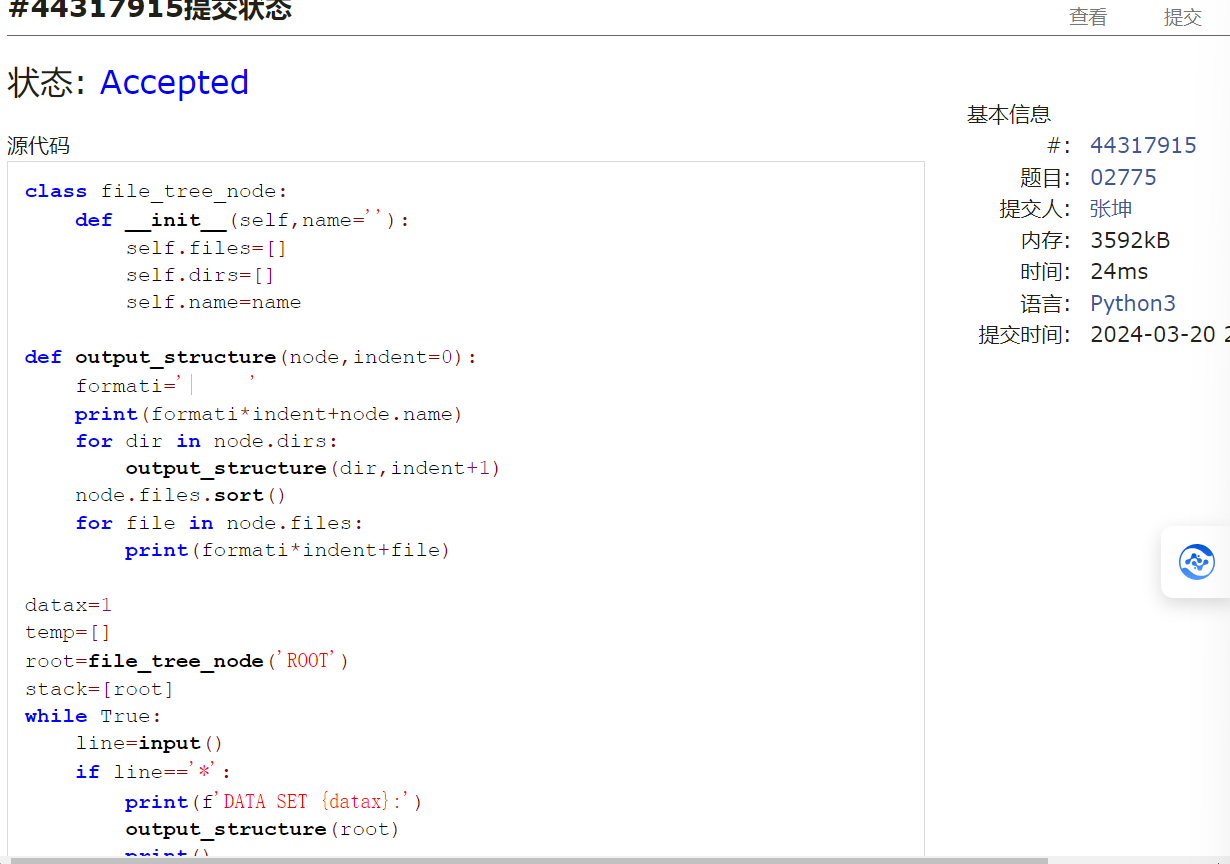 #44317915提交状态
查看 提交
状态: Accepted
源代码
class file_tree_node:
    def __init__(self,name=''):
        self.files=[]
        self.dirs=[]
        self.name=name

def output_structure(node,indent=0):
    formati='|     '
    print(formati*indent+node.name)
    for dir in node.dirs:
        output_structure(dir,indent+1)
    node.files.sort()
    for file in node.files:
        print(formati*indent+file)

datax=1
temp=[]
root=file_tree_node('ROOT')
stack=[root]
while True:
    line=input()
    if line=='*':
        print(f'DATA SET {datax}:')
        output_structure(root)
        print()
基本信息
#: 44317915
题目: 02775
提交人: 张坤
内存: 3592kB
时间: 24ms
语言: Python3
提交时间: 2024-03-20